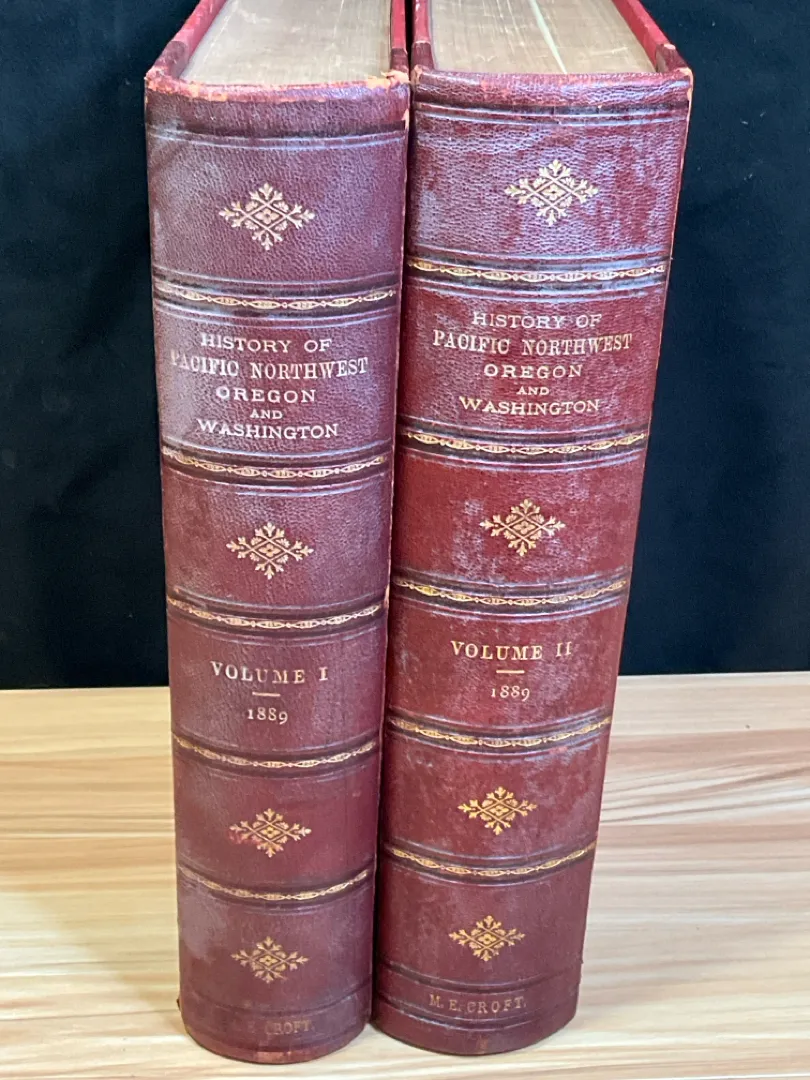 HISTORY OF
PACIFIC NORTHWEST
OREGON
AND
WASHINGTON
VOLUME I
1889
E. CROFT.
HISTORY OF
PACIFIC NORTHWEST
OREGON
AND
WASHINGTON
VOLUME II
1889
M. E. CROFT.